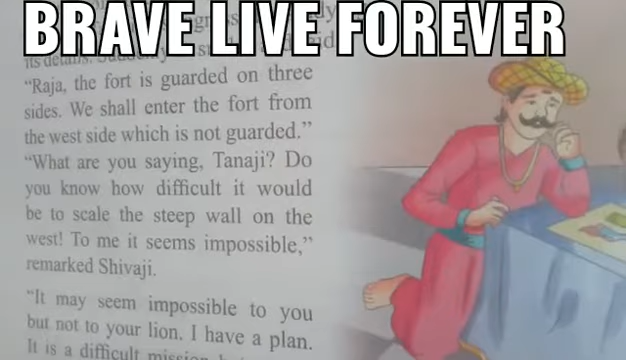 BRAVE LIVE FOREVER
its details.
"Raja, the fort is guarded on three
sides. We shall enter the fort from
the west side which is not guarded."
"What are you saying, Tanaji? Do
you know how difficult it would
be to scale the steep wall on the
west! To me it seems impossible,"
remarked Shivaji.
"It may seem impossible to you
but not to your lion. I have a plan.
It is a difficult mission